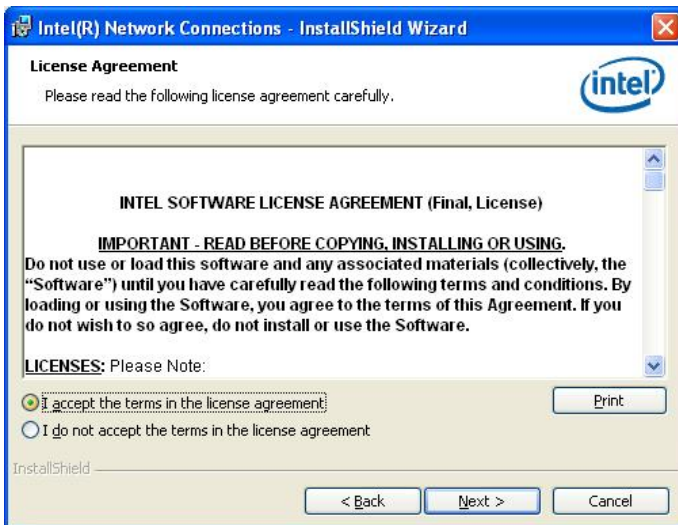 Intel(R) Network Connections - InstallShield Wizard
License Agreement
Please read the following license agreement carefully.
intel
INTEL SOFTWARE LICENSE AGREEMENT (Final, License)
IMPORTANT - READ BEFORE COPYING, INSTALLING OR USING.
Do not use or load this software and any associated materials (collectively, the
“Software”) until you have carefully read the following terms and conditions. By
loading or using the Software, you agree to the terms of this Agreement. If you
do not wish to so agree, do not install or use the Software.
LICENSES: Please Note:
I accept the terms in the license agreement
Print
I do not accept the terms in the license agreement
InstallShield
< Back
Next >
Cancel